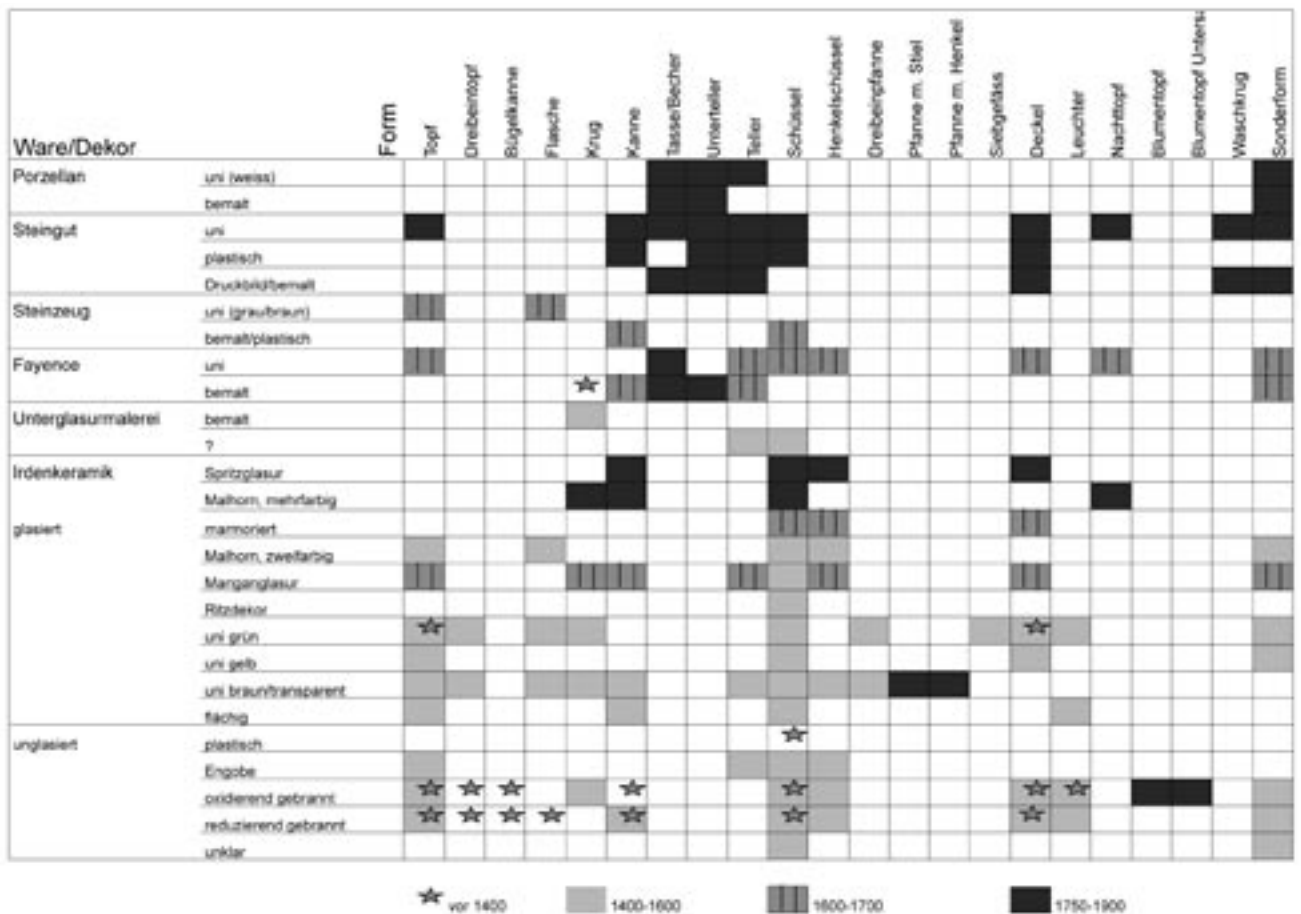 Ware/Dekor
Form
Topf
Dreibeintopf
Bügelkanne
Flasche
Krug
Kanne
Tasse/Becher
Unterteller
Teller
Schüssel
Henkelschüssel
Dreibeinpfanne
Pfanne m. Stiel
Pfanne m. Henkel
Siebgefäss
Deckel
Leuchter
Nachttopf
Blumentopf
Blumentopf Unters
Waschkrug
Sonderform
Porzellan uni (weiss)
bemalt
Steingut uni
plastisch
Druckbild/bemalt
Steinzeug uni (grau/braun)
bemalt/plastisch
Fayence uni
bemalt
Unterglasurmalerei bemalt
?
Irdenkeramik Spritzglasur
Malhorn, mehrfarbig
glasiert marmoriert
Malhorn, zweifarbig
Manganglasur
Ritzdekor
uni grün
uni gelb
uni braun/transparent
flächig
unglasiert plastisch
Engobe
oxidierend gebrannt
reduzierend gebrannt
unklar
vor 1400 1400-1600 1600-1700 1750-1900